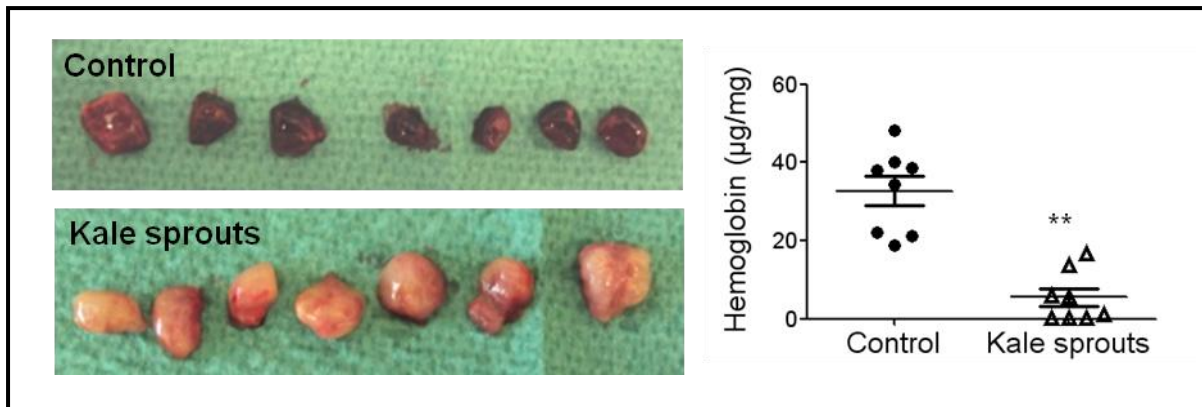 Control
Kale sprouts
Hemoglobin (µg/mg)
60
40
20
0
**
Control
Kale sprouts